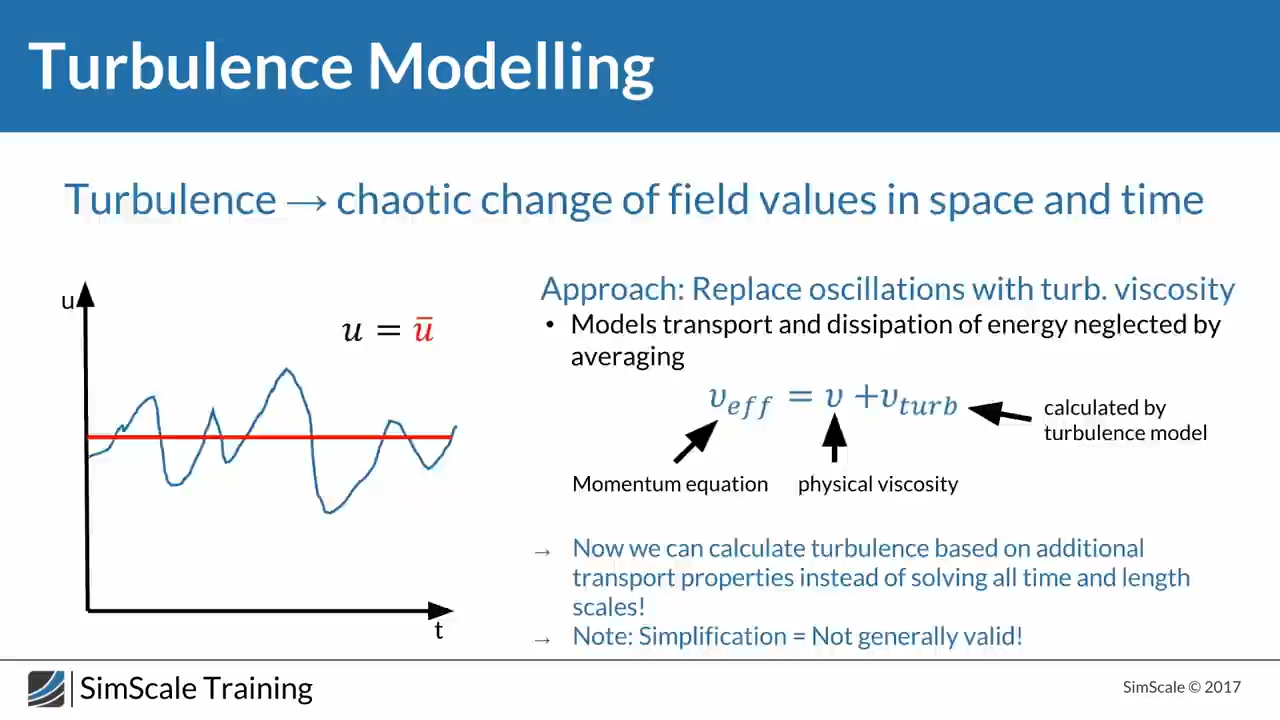 Turbulence Modelling
Turbulence → chaotic change of field values in space and time
u
u = u̅
t
Approach: Replace oscillations with turb. viscosity
• Models transport and dissipation of energy neglected by
averaging
υ_eff = υ +υ_turb
calculated by
turbulence model
Momentum equation
physical viscosity
→ Now we can calculate turbulence based on additional
transport properties instead of solving all time and length
scales!
→ Note: Simplification = Not generally valid!
SimScale Training
SimScale © 2017